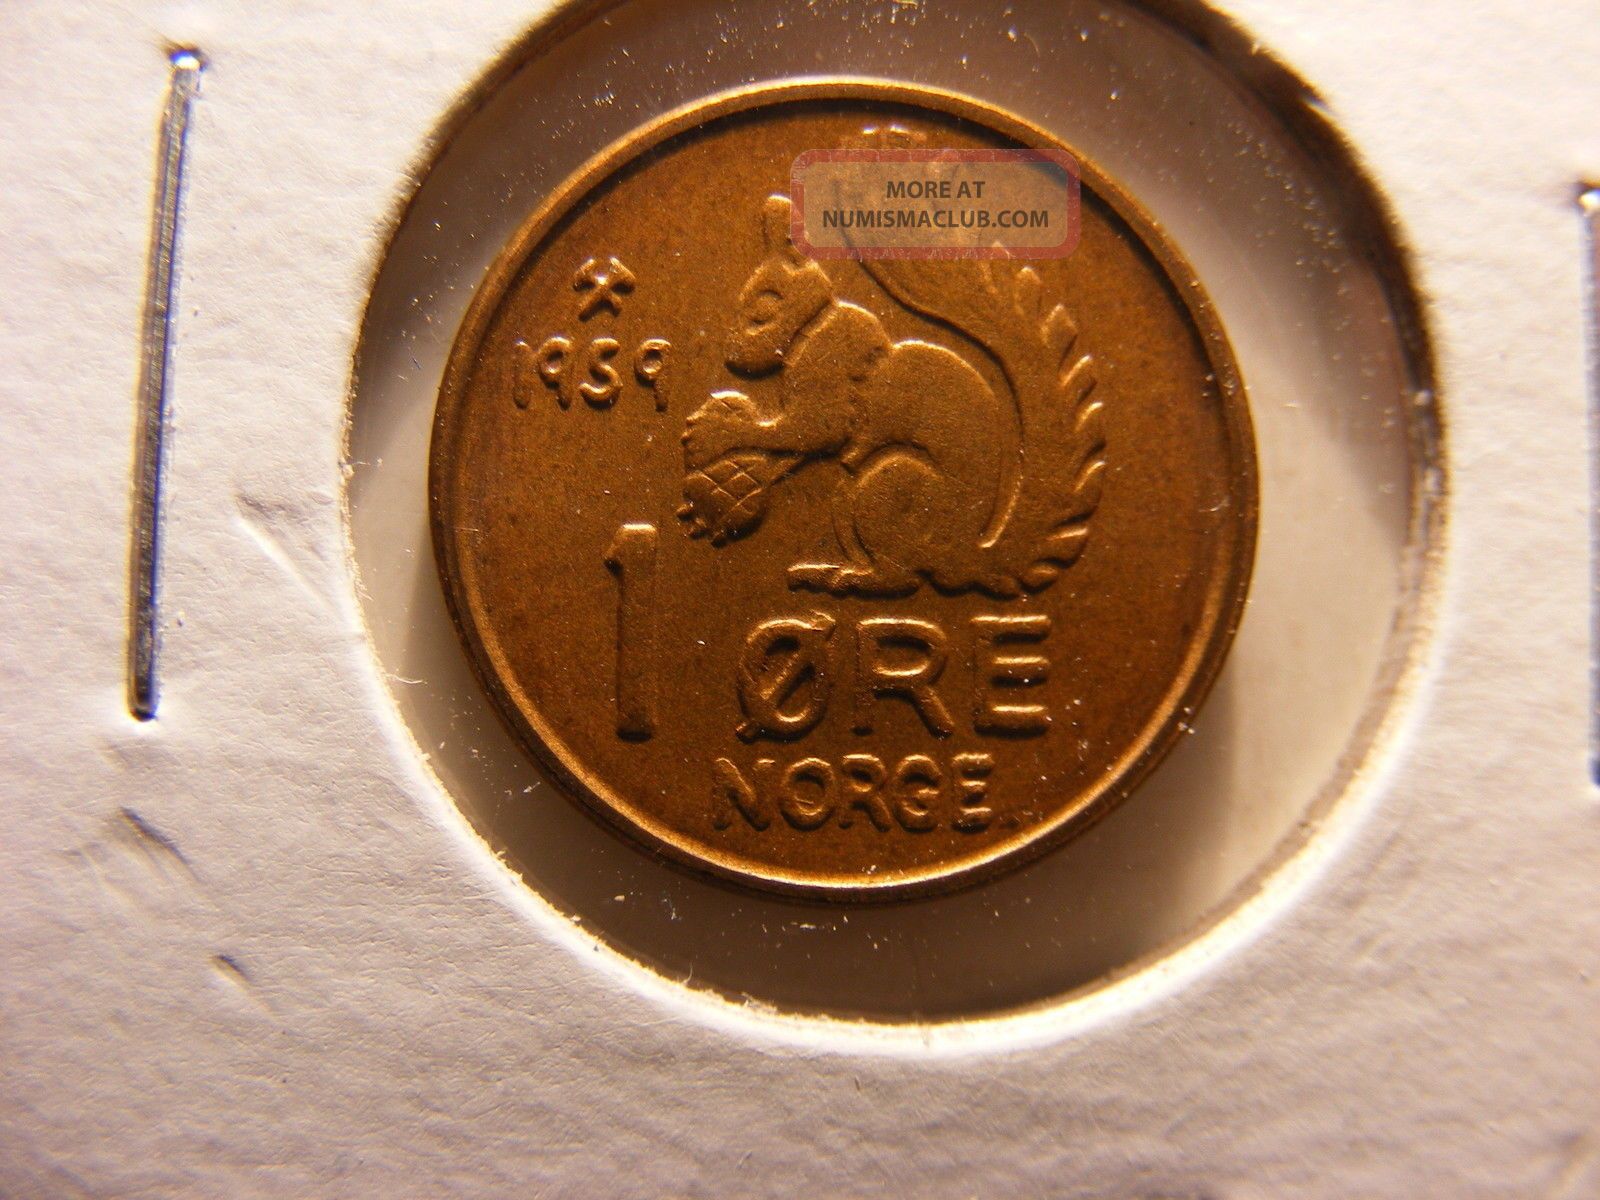 MORE AT
NUMISMACLUB.COM
1959
1 ØRE
NORGE